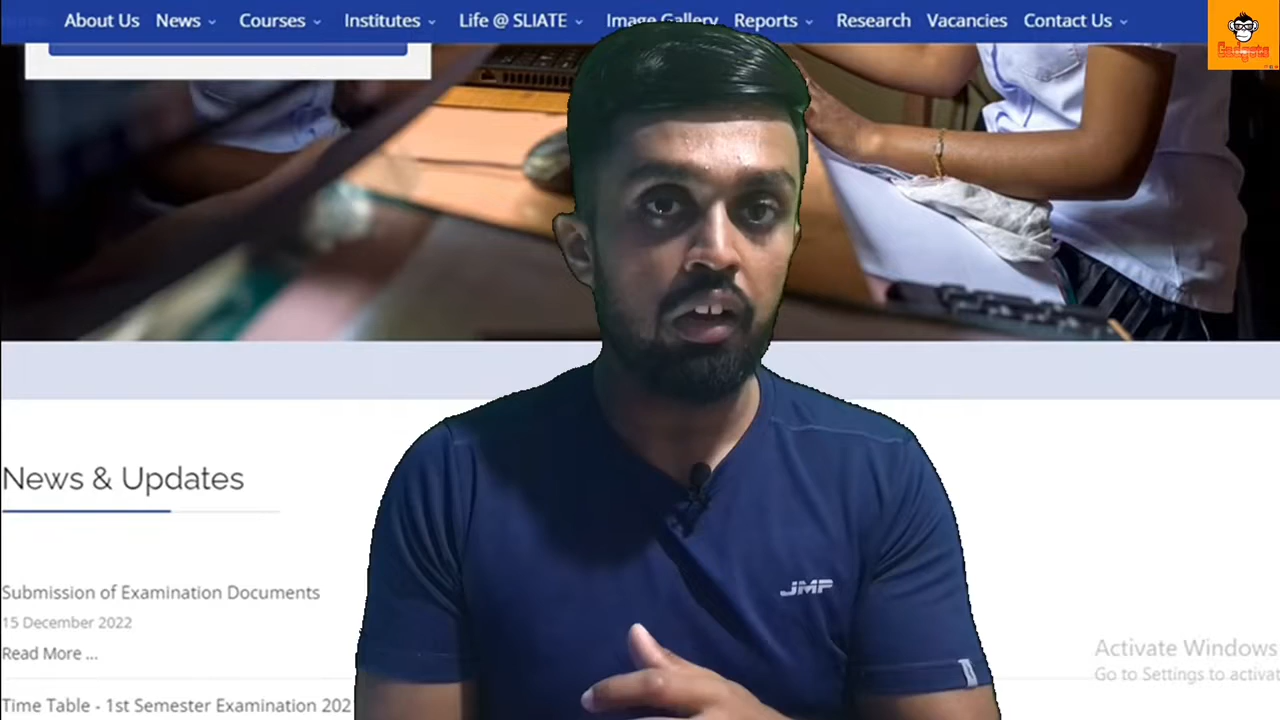 About Us News Courses Institutes Life @ SLIATE Image Gallery Reports Research Vacancies Contact Us
Gadgets
News & Updates
Submission of Examination Documents
15 December 2022
Read More ...
Time Table - 1st Semester Examination 202
JMP
Activate Windows
Go to Settings to activat